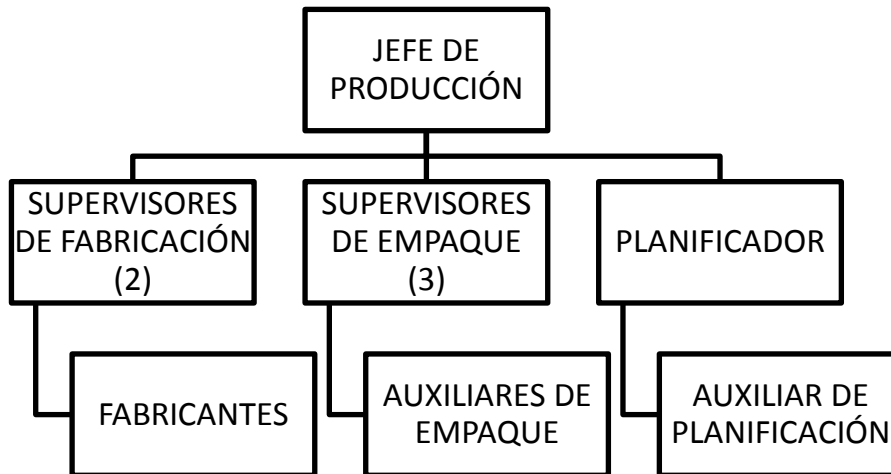 JEFE DE
PRODUCCIÓN
SUPERVISORES
DE FABRICACIÓN
(2)
SUPERVISORES
DE EMPAQUE
(3)
PLANIFICADOR
FABRICANTES
AUXILIARES DE
EMPAQUE
AUXILIAR DE
PLANIFICACIÓN